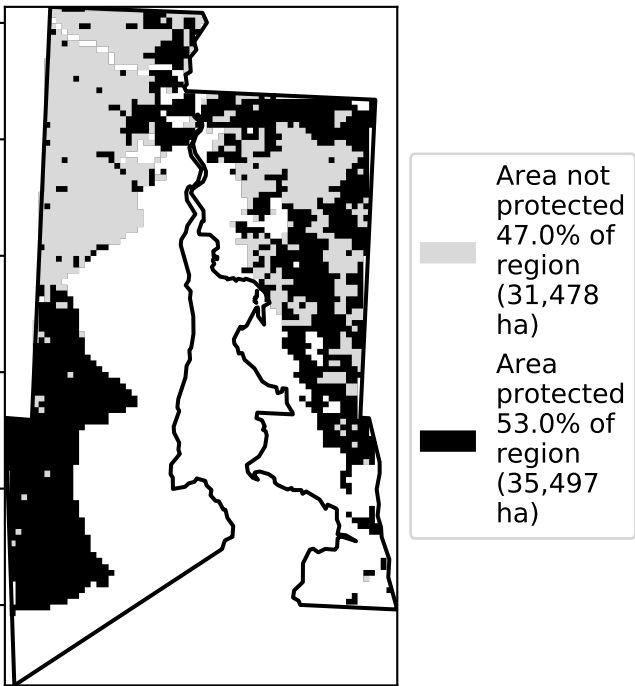 Area not
protected
47.0% of
region
(31,478
ha)
Area
protected
53.0% of
region
(35,497
ha)